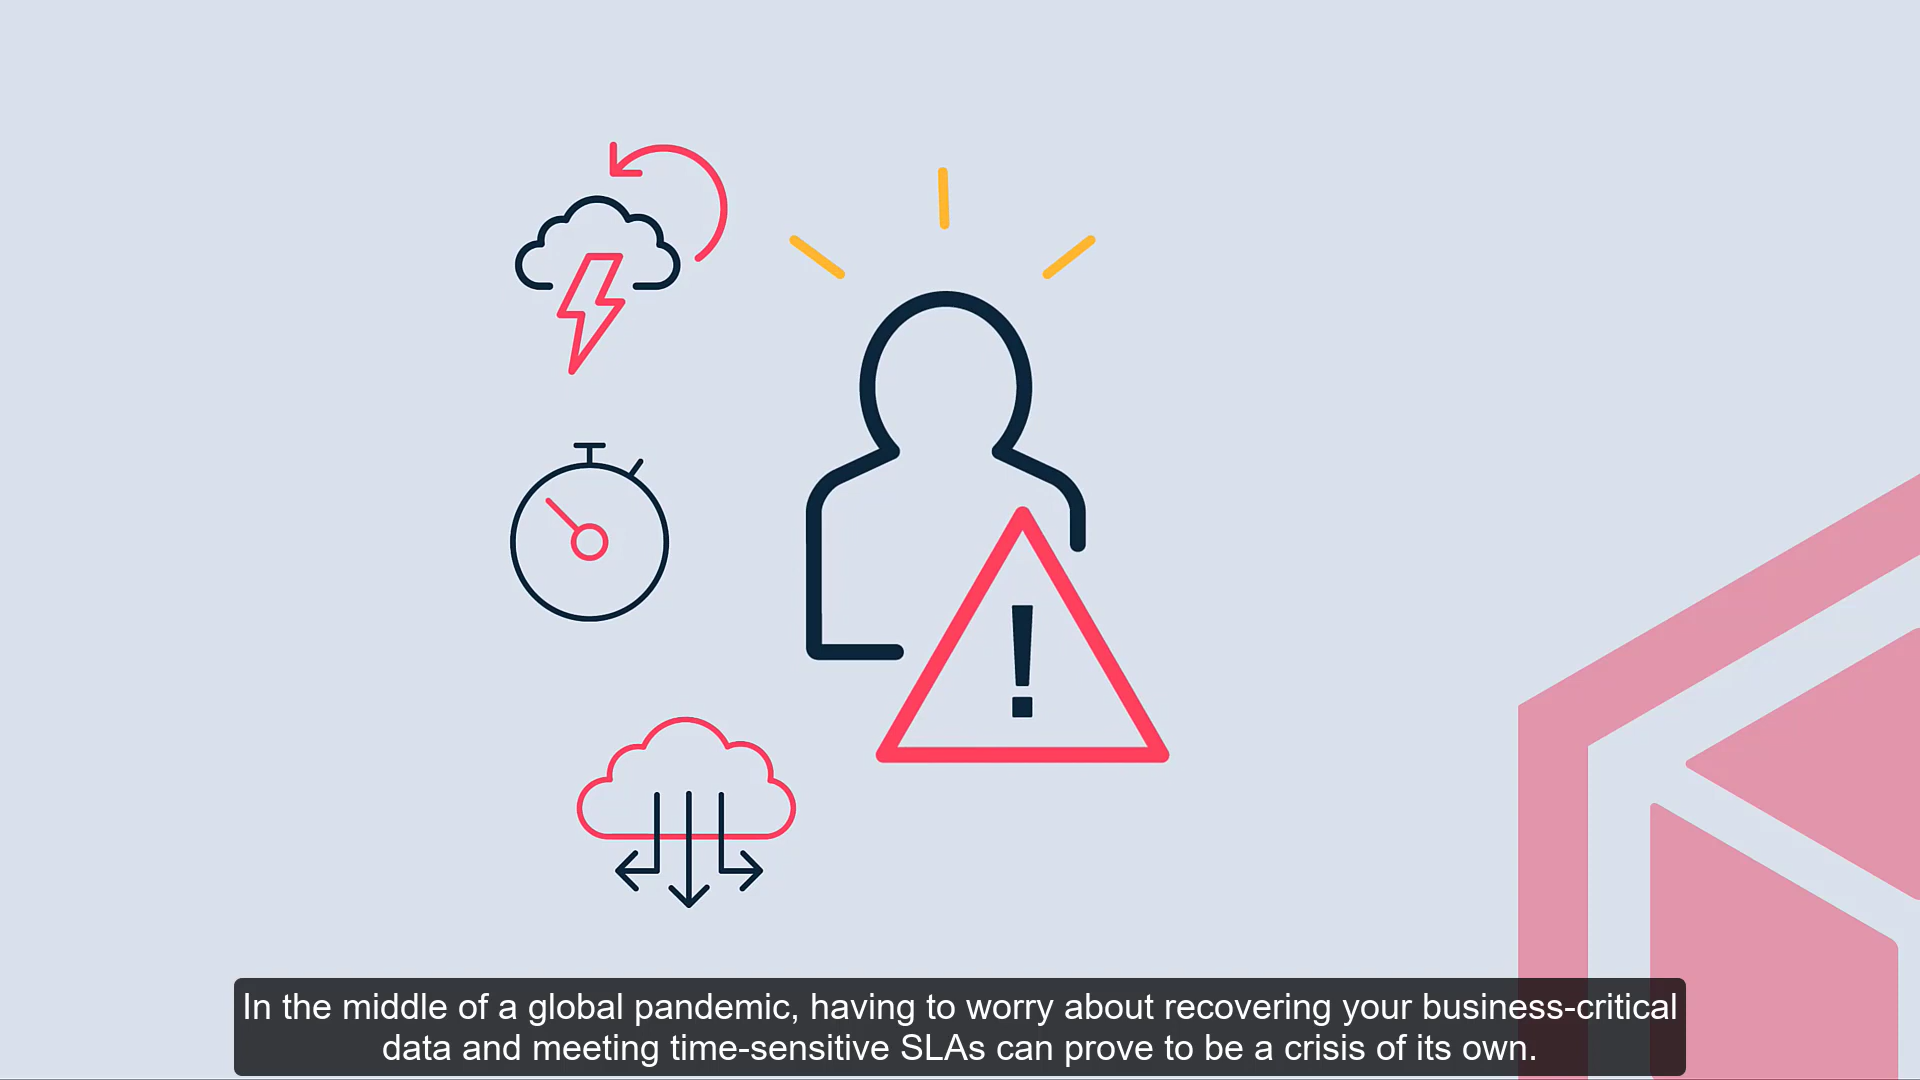 !
In the middle of a global pandemic, having to worry about recovering your business-critical
data and meeting time-sensitive SLAs can prove to be a crisis of its own.